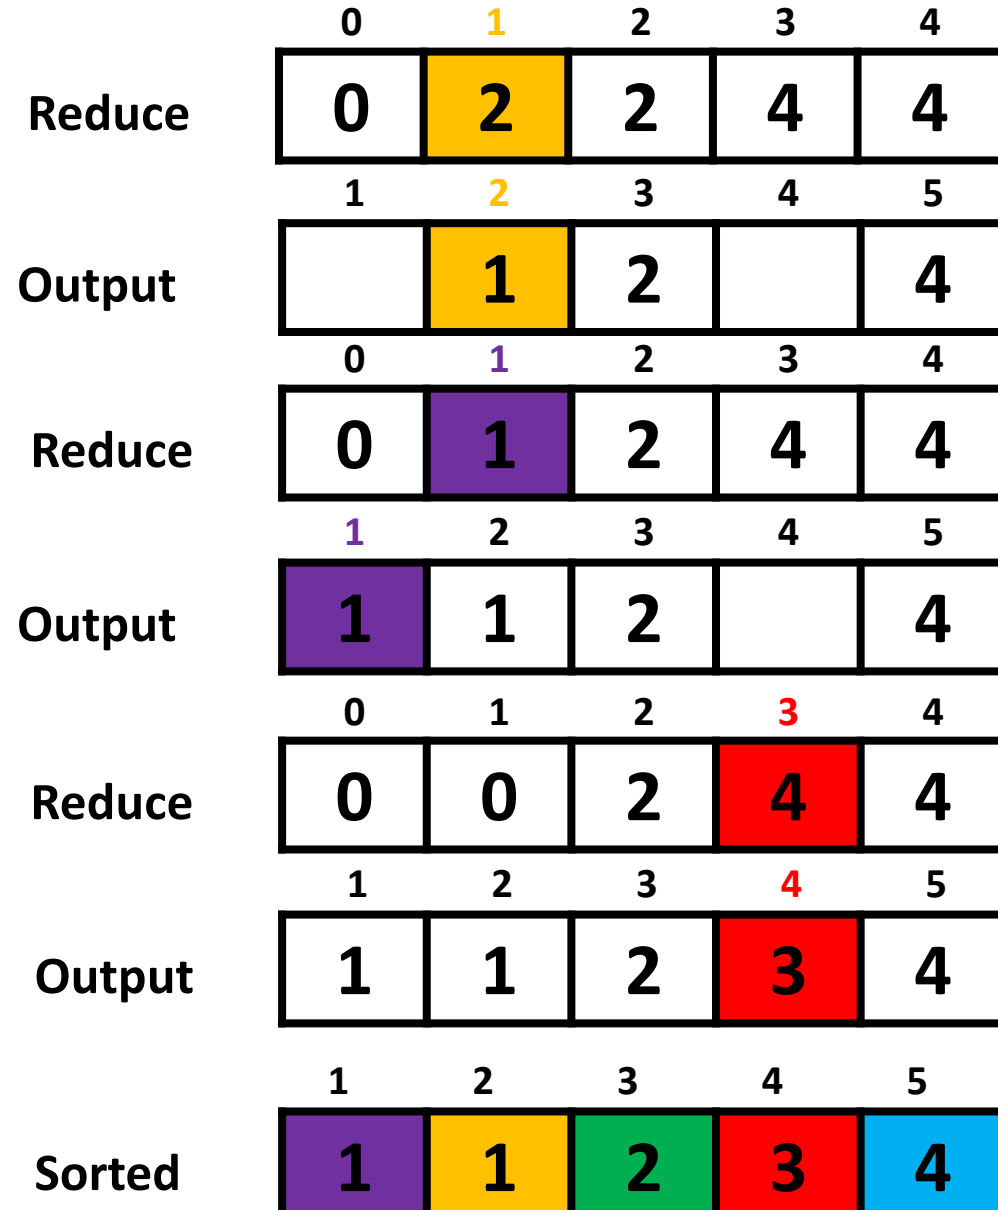 0 1 2 3 4
Reduce 0 2 2 4 4
1 2 3 4 5
Output 1 2 4
0 1 2 3 4
Reduce 0 1 2 4 4
1 2 3 4 5
Output 1 1 2 4
0 1 2 3 4
Reduce 0 0 2 4 4
1 2 3 4 5
Output 1 1 2 3 4
1 2 3 4 5
Sorted 1 1 2 3 4